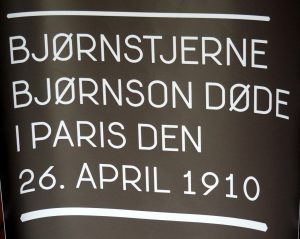 BJØRNSTJERNE
BJØRNSON DØDE
I PARIS DEN
26. APRIL 1910